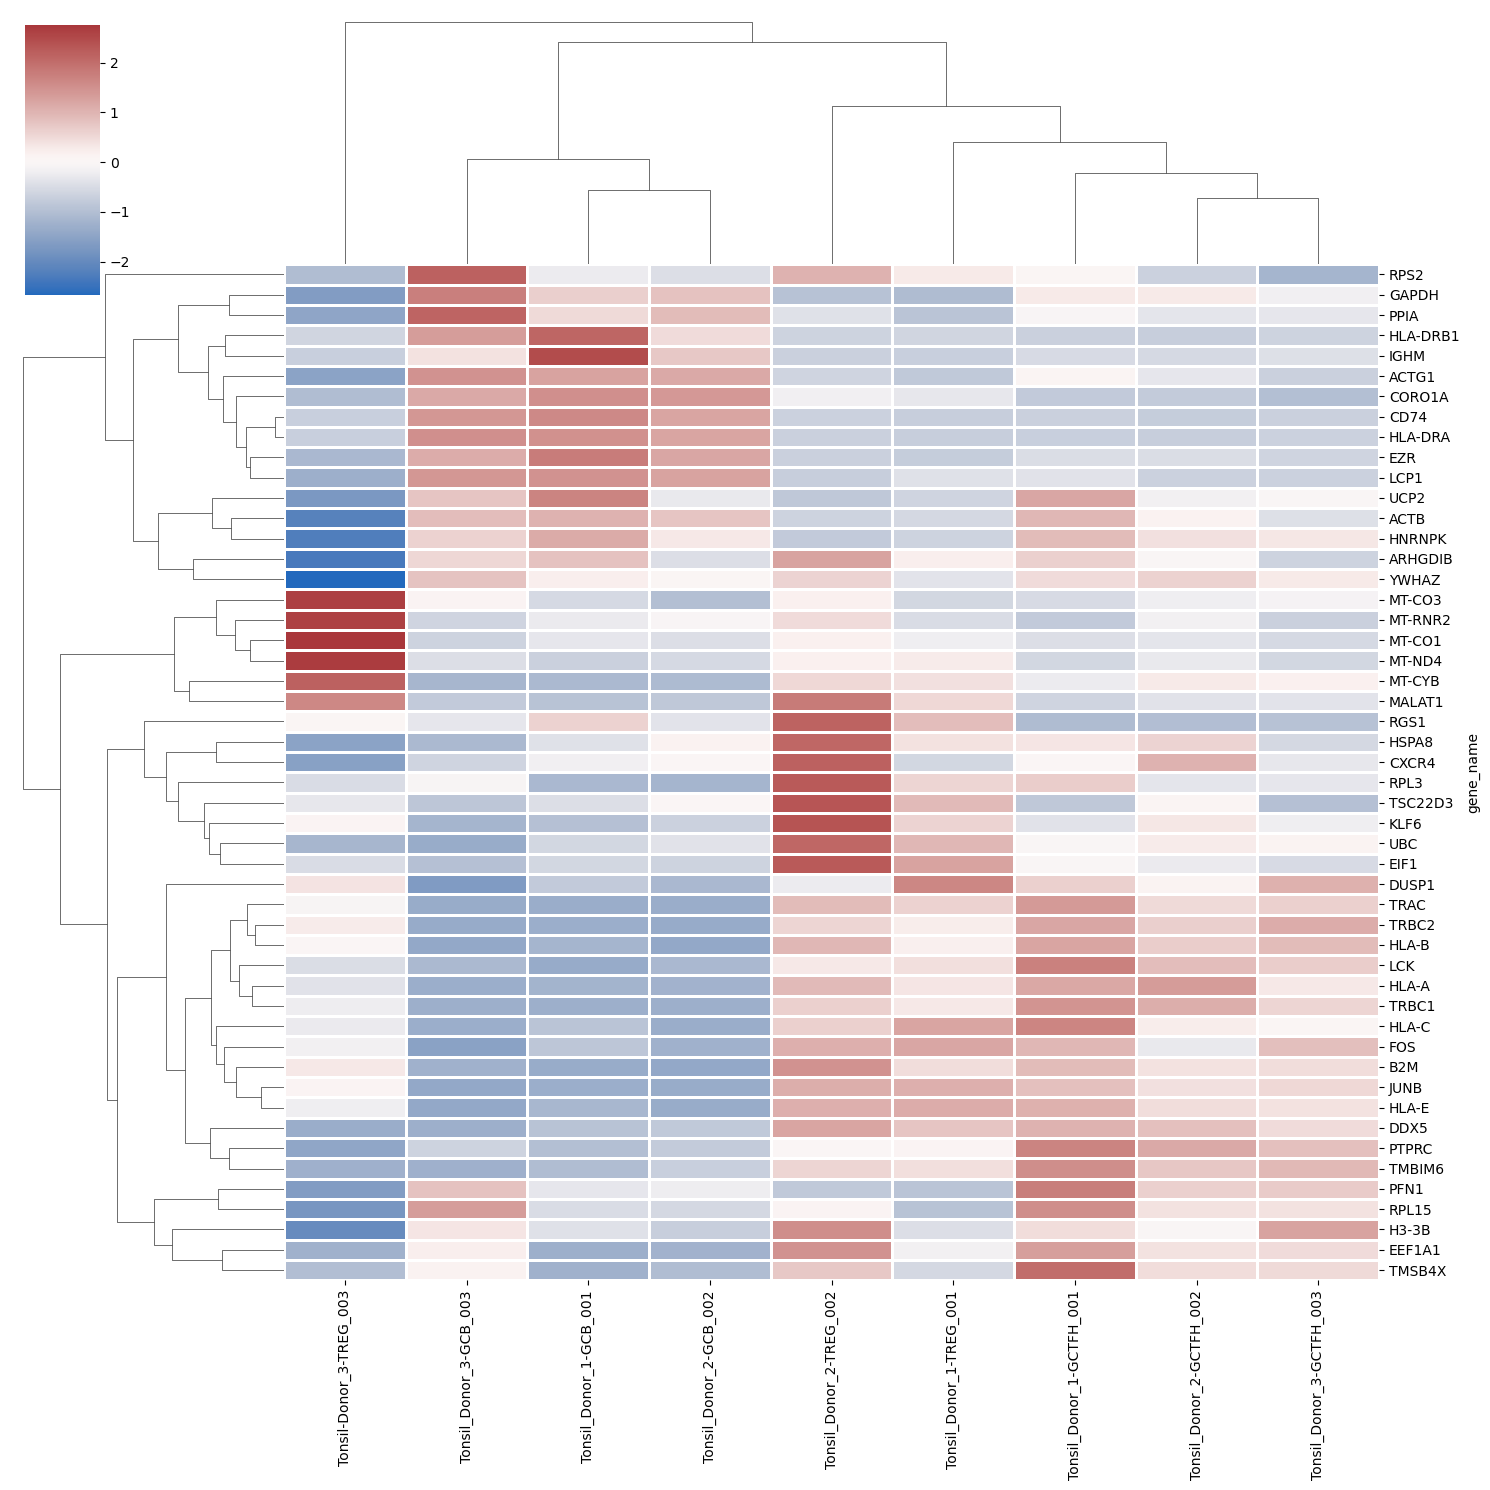 2
1
0
−1
−2
RPS2
GAPDH
PPIA
HLA-DRB1
IGHM
ACTG1
CORO1A
CD74
HLA-DRA
EZR
LCP1
UCP2
ACTB
HNRNPK
ARHGDIB
YWHAZ
MT-CO3
MT-RNR2
MT-CO1
MT-ND4
MT-CYB
MALAT1
RGS1
HSPA8
CXCR4
RPL3
TSC22D3
KLF6
UBC
EIF1
DUSP1
TRAC
TRBC2
HLA-B
LCK
HLA-A
TRBC1
HLA-C
FOS
B2M
JUNB
HLA-E
DDX5
PTPRC
TMBIM6
PFN1
RPL15
H3-3B
EEF1A1
TMSB4X
gene_name
Tonsil-Donor_3-TREG_003
Tonsil_Donor_3-GCB_003
Tonsil_Donor_1-GCB_001
Tonsil_Donor_2-GCB_002
Tonsil_Donor_2-TREG_002
Tonsil_Donor_1-TREG_001
Tonsil_Donor_1-GCTFH_001
Tonsil_Donor_2-GCTFH_002
Tonsil_Donor_3-GCTFH_003